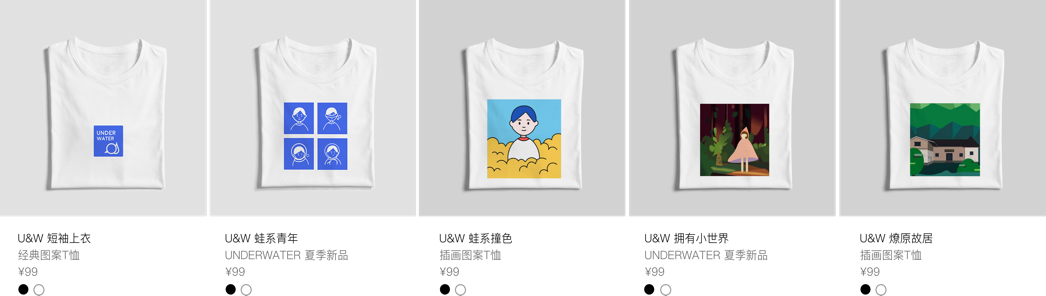 UNDER
WATER
U&W 短袖上衣
经典图案T恤
¥99
U&W 蛙系青年
UNDERWATER 夏季新品
¥99
U&W 蛙系撞色
插画图案T恤
¥99
U&W 拥有小世界
UNDERWATER 夏季新品
¥99
U&W 燎原故居
插画图案T恤
¥99